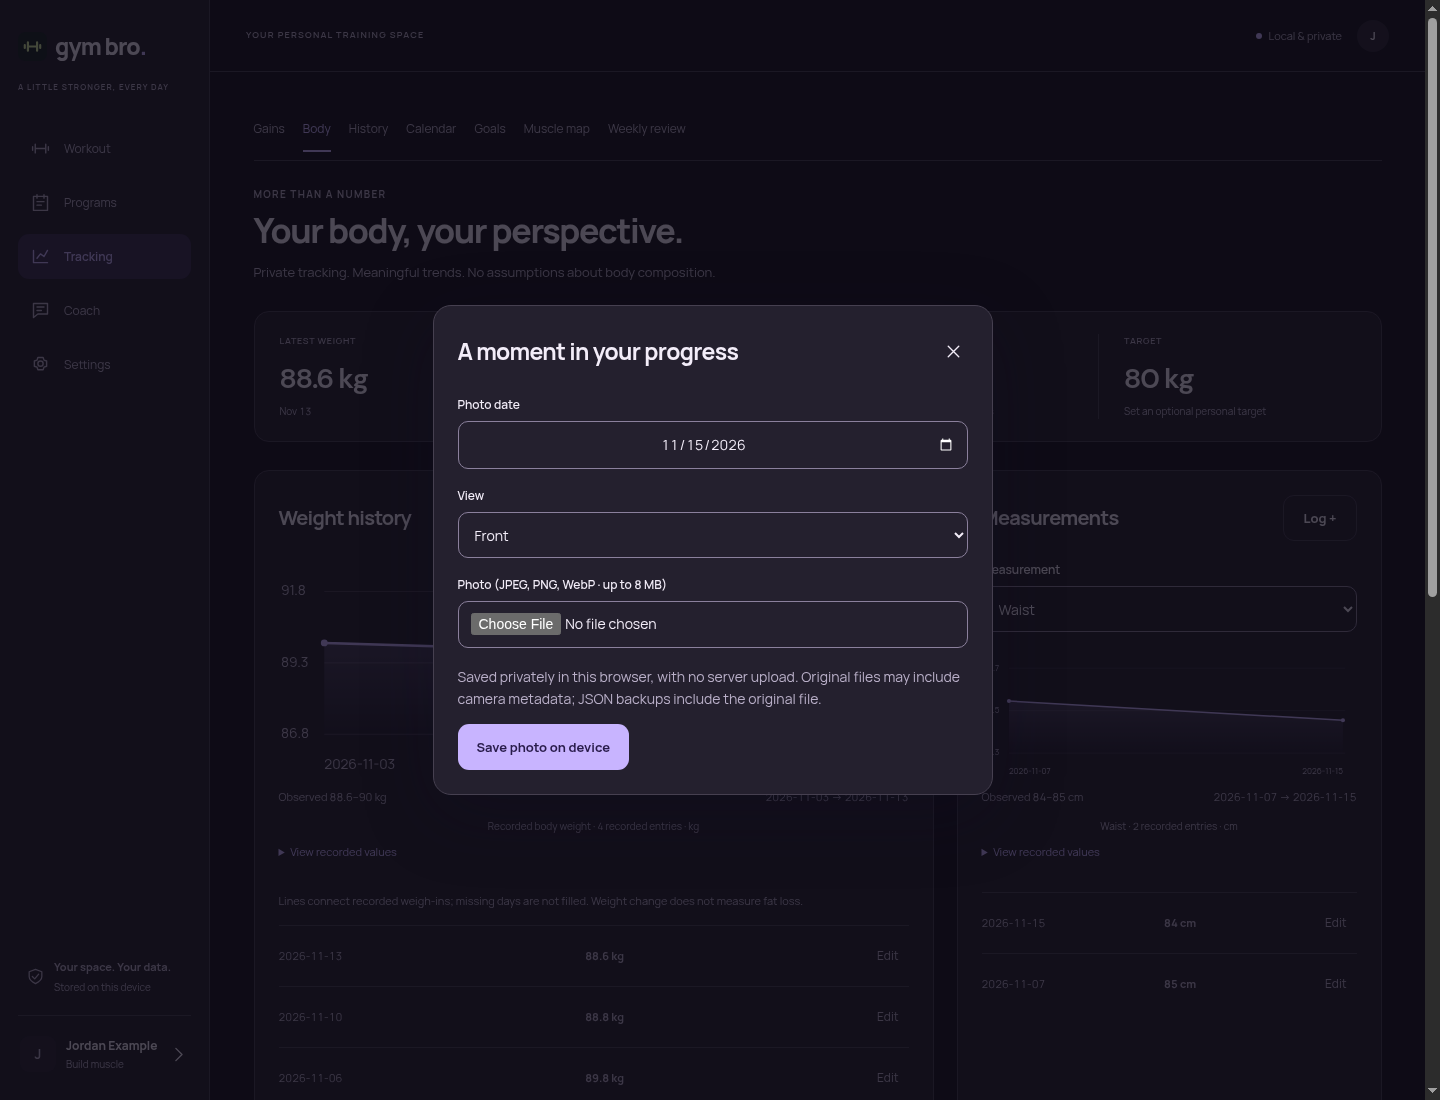 gym bro.
A LITTLE STRONGER, EVERY DAY
Workout
Programs
Tracking
Coach
Settings
Your space. Your data.
Stored on this device
J
Jordan Example
Build muscle
YOUR PERSONAL TRAINING SPACE
Local & private
J
Gains Body History Calendar Goals Muscle map Weekly review
MORE THAN A NUMBER
Your body, your perspective.
Private tracking. Meaningful trends. No assumptions about body composition.
LATEST WEIGHT
88.6 kg
Nov 13
TARGET
80 kg
Set an optional personal target
A moment in your progress
Photo date
11/15/2026
View
Front
Photo (JPEG, PNG, WebP · up to 8 MB)
Choose File No file chosen
Saved privately in this browser, with no server upload. Original files may include
camera metadata; JSON backups include the original file.
Save photo on device
Weight history
91.8
89.3
86.8
2026-11-03
Observed 88.6–90 kg
2026-11-03 → 2026-11-13
Recorded body weight · 4 recorded entries · kg
View recorded values
Lines connect recorded weigh-ins; missing days are not filled. Weight change does not measure fat loss.
2026-11-13 88.6 kg Edit
2026-11-10 88.8 kg Edit
2026-11-06 89.8 kg Edit
Measurements
Log +
easurement
Waist
2026-11-07 2026-11-15
Observed 84–85 cm
2026-11-07 → 2026-11-15
Waist · 2 recorded entries · cm
View recorded values
2026-11-15 84 cm Edit
2026-11-07 85 cm Edit